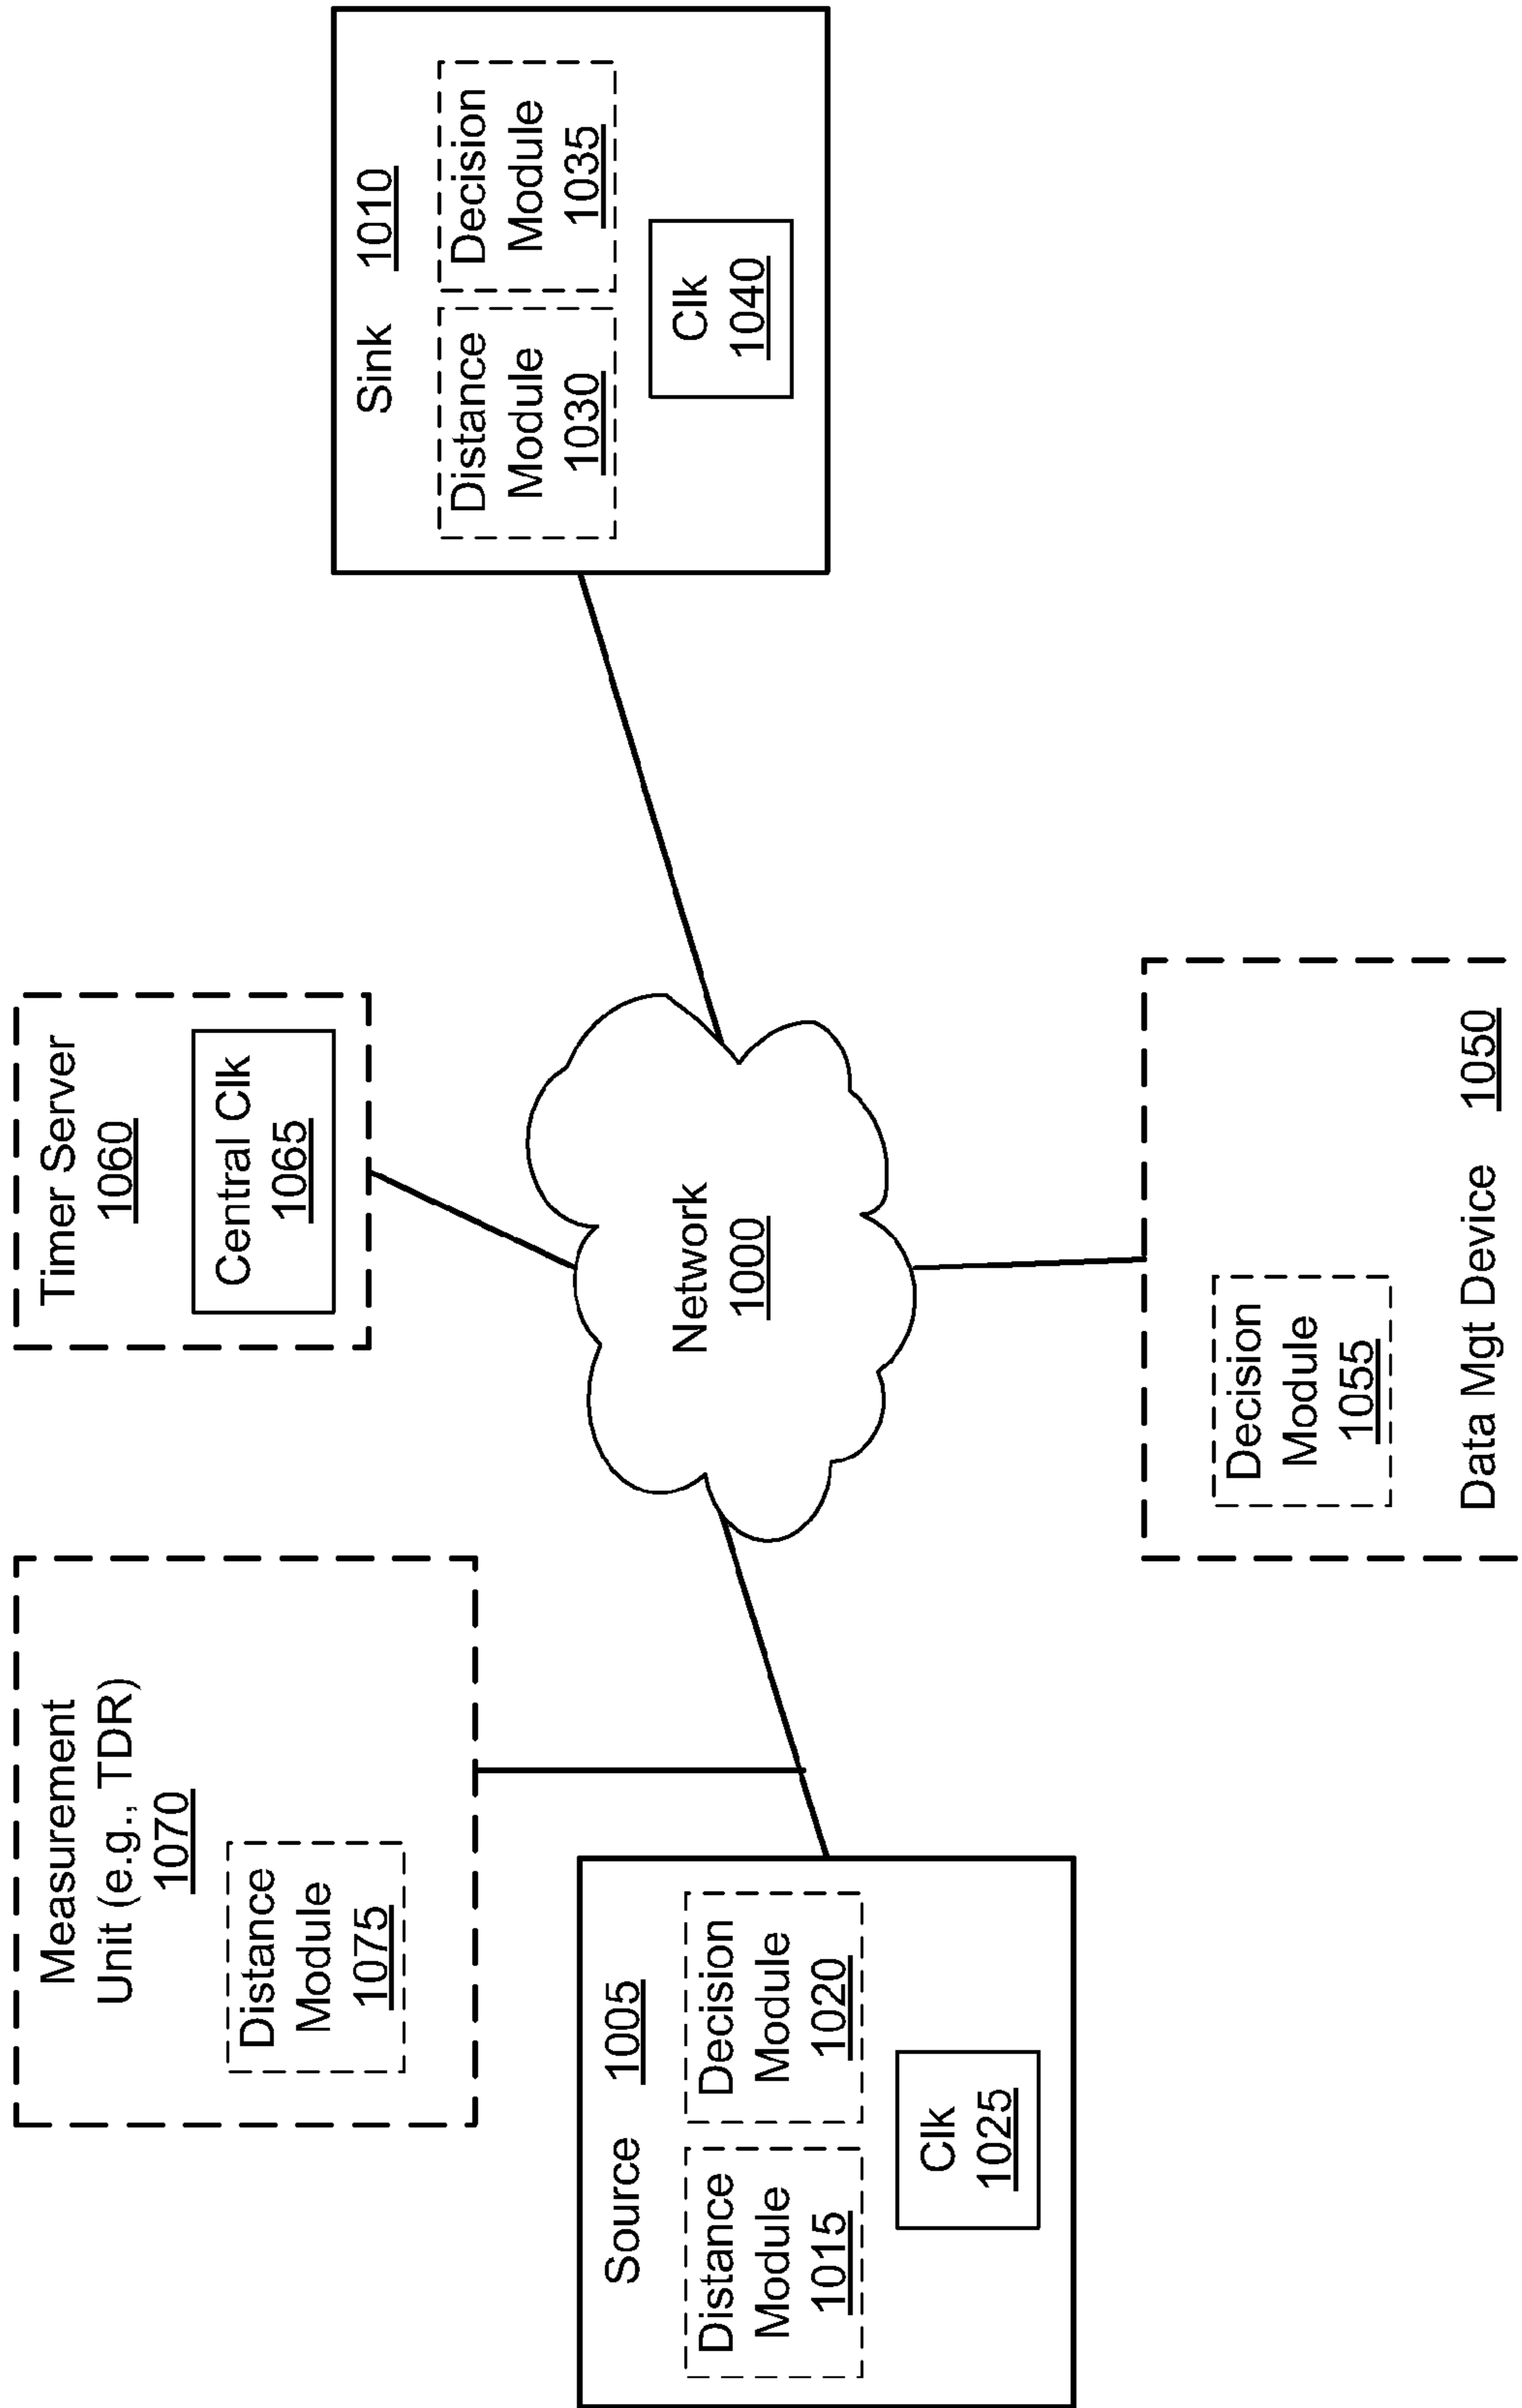 Measurement
Unit (e.g., TDR)
1070
Distance
Module
1075
Timer Server
1060
Central Clk
1065
Source 1005
Distance
Module
1015
Decision
Module
1020
Clk
1025
Network
1000
Sink 1010
Distance
Module
1030
Decision
Module
1035
Clk
1040
Decision
Module
1055
Data Mgt Device 1050